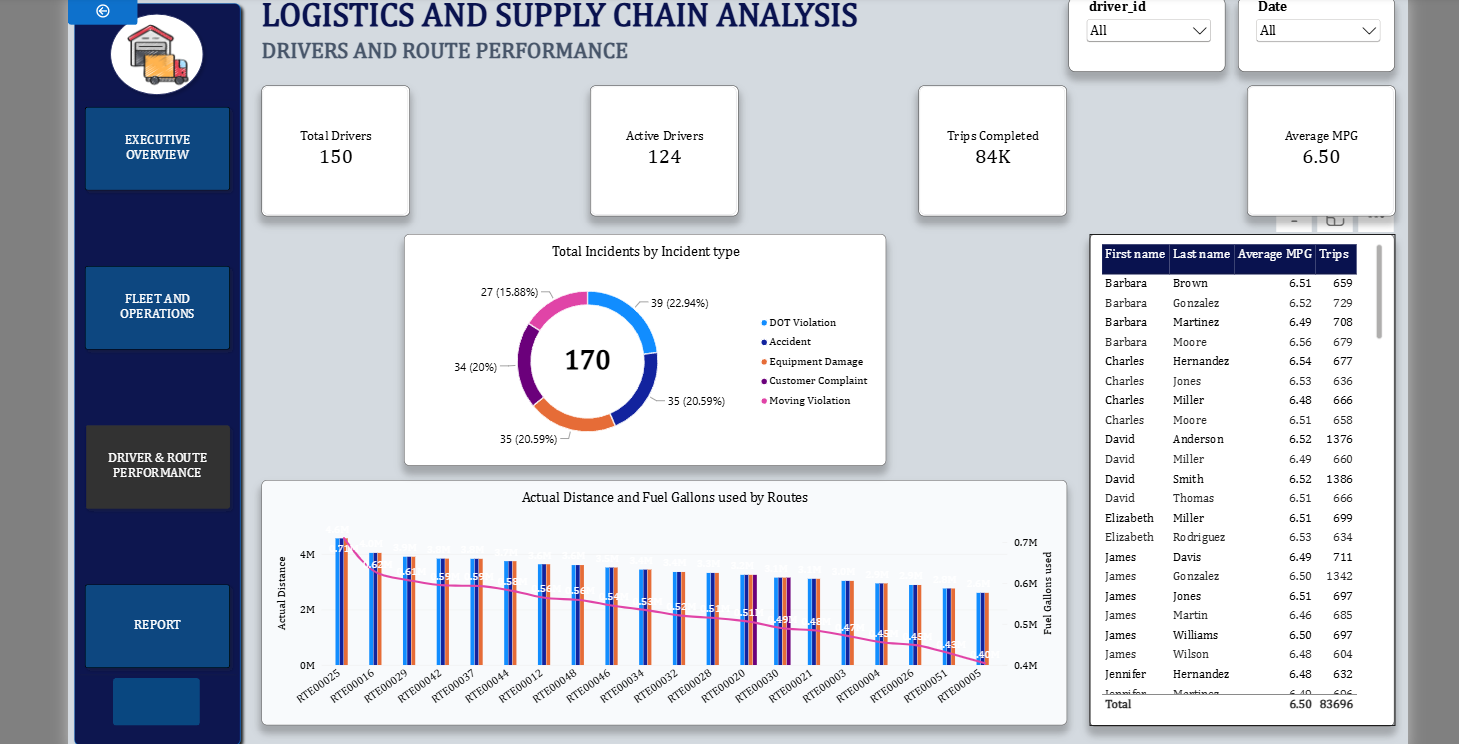 LOGISTICS AND SUPPLY CHAIN ANALYSIS
DRIVERS AND ROUTE PERFORMANCE
driver_id
All
Date
All
EXECUTIVE
OVERVIEW
FLEET AND
OPERATIONS
DRIVER & ROUTE
PERFORMANCE
REPORT
Total Drivers
150
Active Drivers
124
Trips Completed
84K
Average MPG
6.50
Total Incidents by Incident type
27 (15.88%)
39 (22.94%)
34 (20%)
170
35 (20.59%)
35 (20.59%)
DOT Violation
Accident
Equipment Damage
Customer Complaint
Moving Violation
Actual Distance and Fuel Gallons used by Routes
Actual Distance
4M
2M
0M
Fuel Gallons used
0.7M
0.6M
0.5M
0.4M
RTE00025
RTE00016
RTE00029
RTE00042
RTE00037
RTE00044
RTE00012
RTE00048
RTE00046
RTE00034
RTE00032
RTE00028
RTE00020
RTE00030
RTE00021
RTE00003
RTE00004
RTE00026
RTE00051
RTE00005
First name Last name Average MPG Trips
Barbara Brown 6.51 659
Barbara Gonzalez 6.52 729
Barbara Martinez 6.49 708
Barbara Moore 6.56 679
Charles Hernandez 6.54 677
Charles Jones 6.53 636
Charles Miller 6.48 666
Charles Moore 6.51 658
David Anderson 6.52 1376
David Miller 6.49 660
David Smith 6.52 1386
David Thomas 6.51 666
Elizabeth Miller 6.51 699
Elizabeth Rodriguez 6.53 634
James Davis 6.49 711
James Gonzalez 6.50 1342
James Jones 6.51 697
James Martin 6.46 685
James Williams 6.50 697
James Wilson 6.48 604
Jennifer Hernandez 6.48 632
Jennifer Martinez 6.49 696
Total 6.50 83696